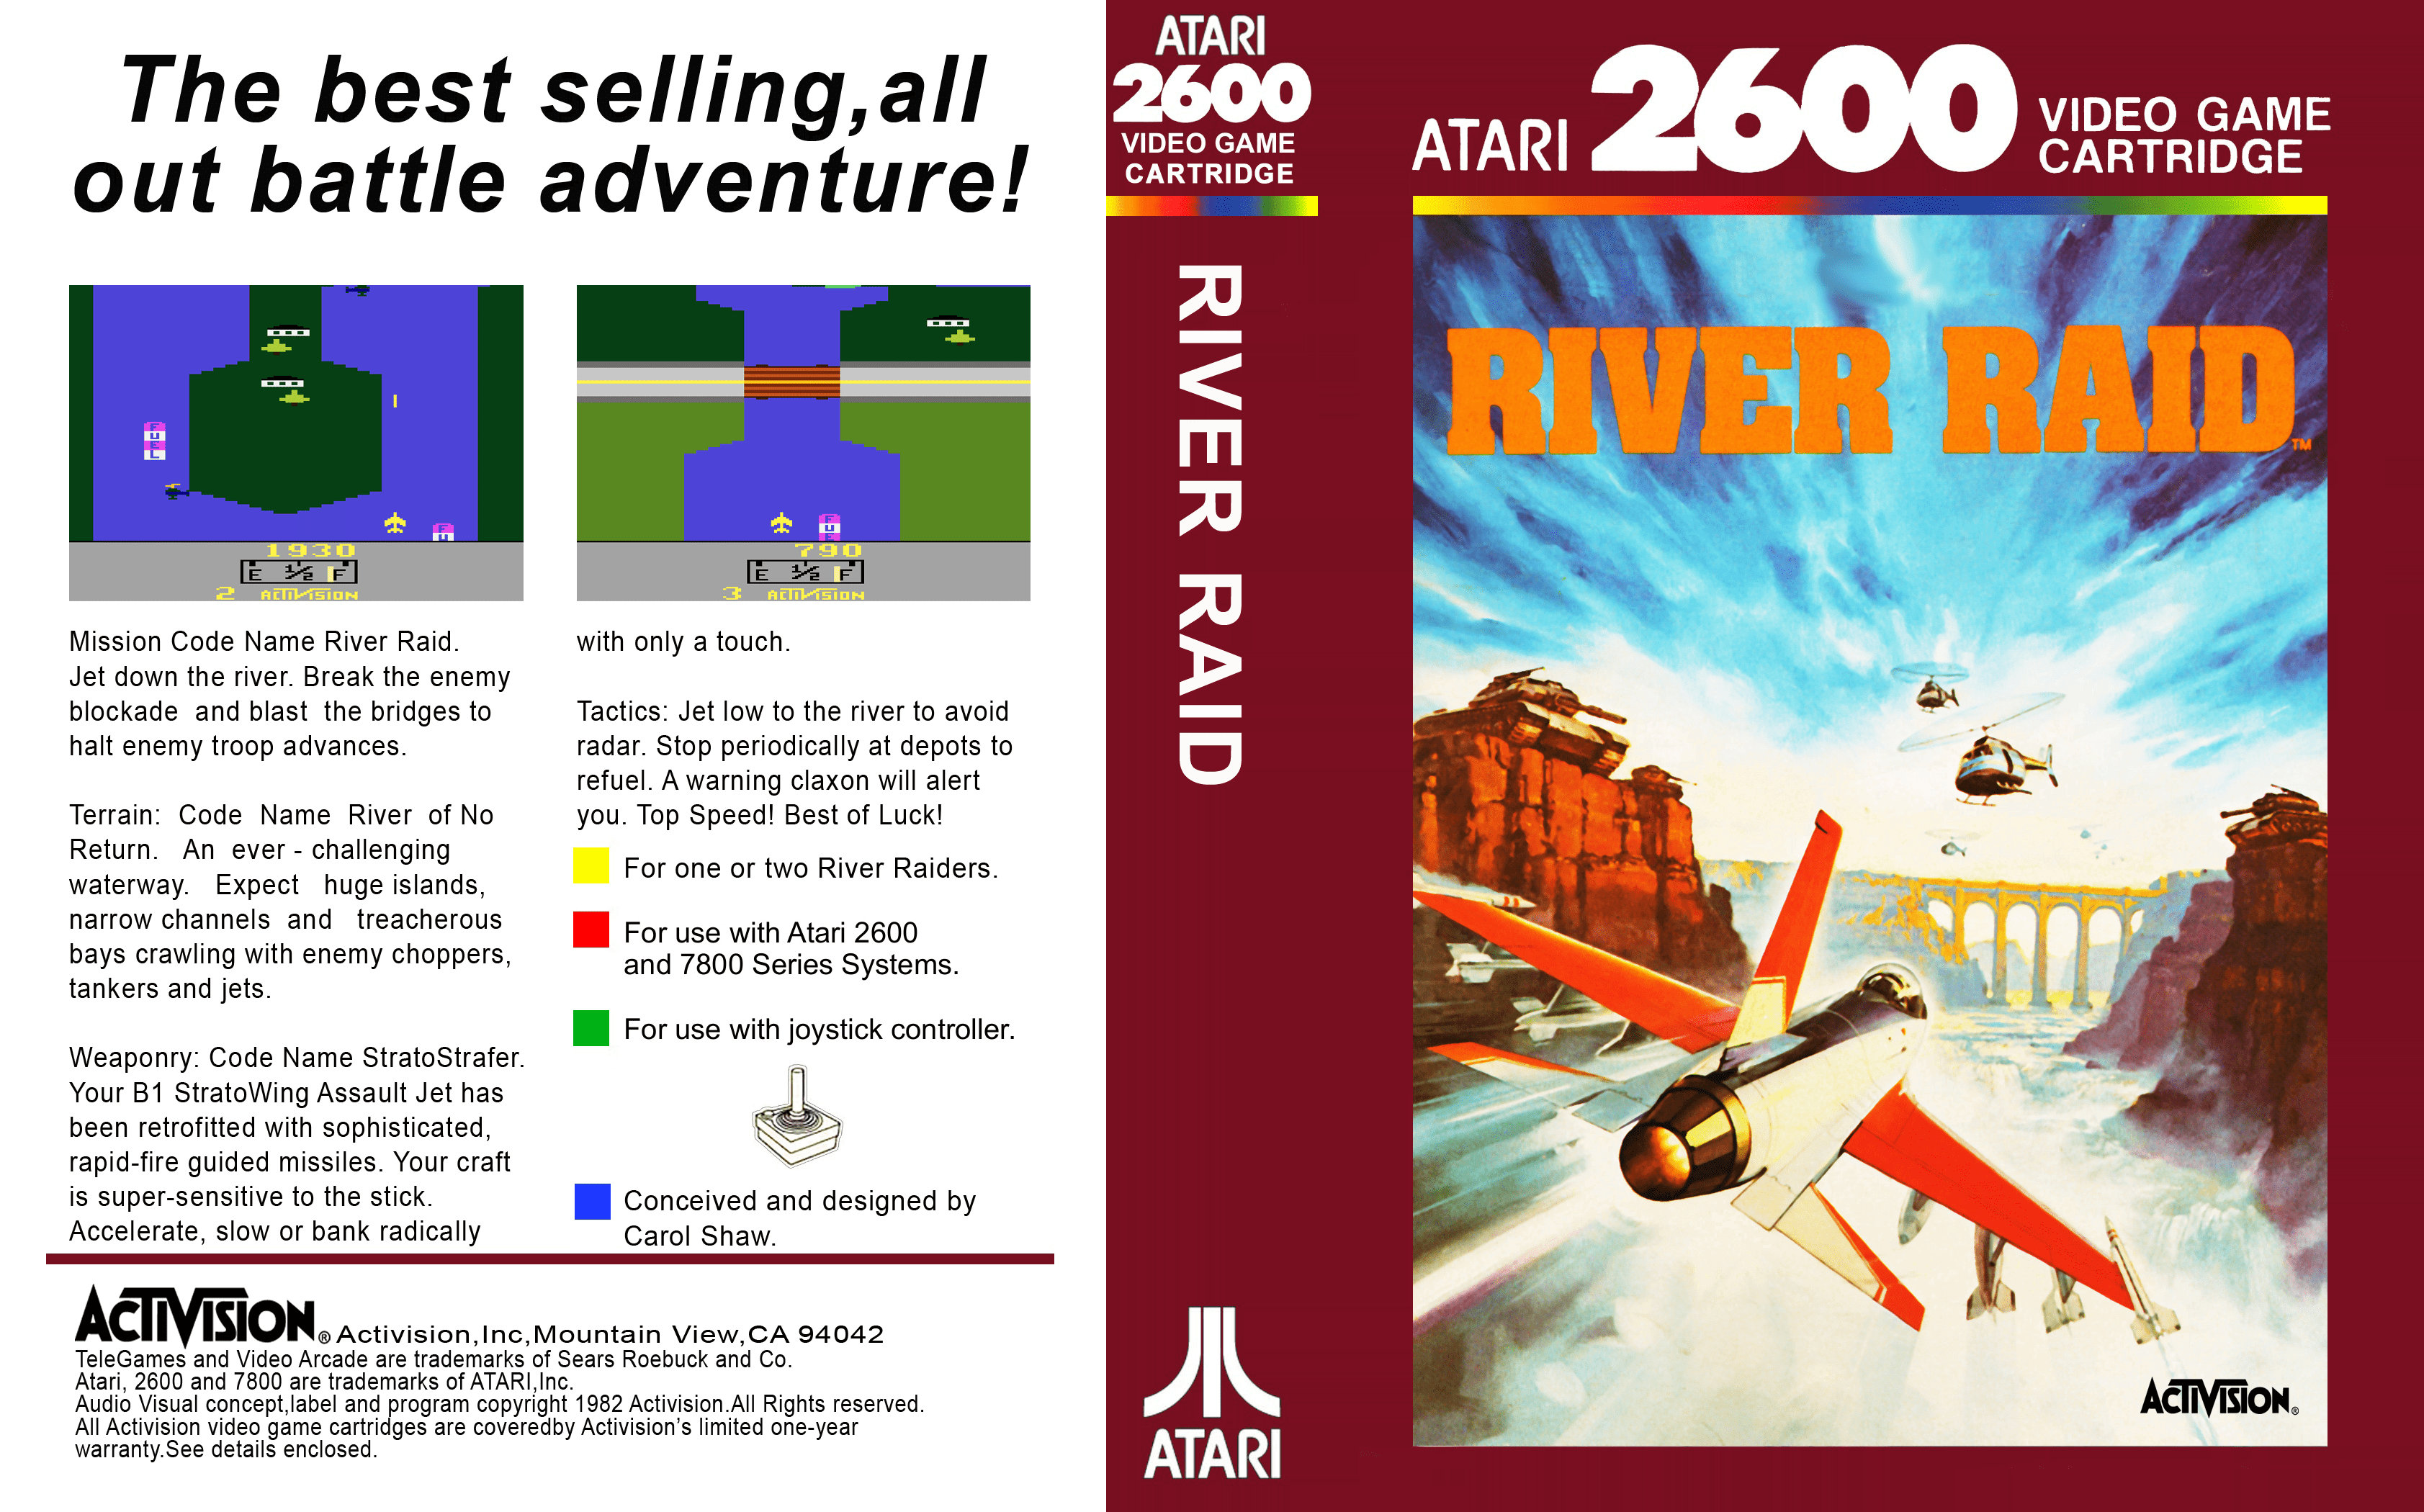 The best selling,all
out battle adventure!
FUEL
FU
1930
E 1/2 F
2 ACTIVISION
FUE
790
E 1/2 F
3 ACTIVISION
Mission Code Name River Raid.
Jet down the river. Break the enemy
blockade and blast the bridges to
halt enemy troop advances.
Terrain: Code Name River of No
Return. An ever - challenging
waterway. Expect huge islands,
narrow channels and treacherous
bays crawling with enemy choppers,
tankers and jets.
Weaponry: Code Name StratoStrafer.
Your B1 StratoWing Assault Jet has
been retrofitted with sophisticated,
rapid-fire guided missiles. Your craft
is super-sensitive to the stick.
Accelerate, slow or bank radically
with only a touch.
Tactics: Jet low to the river to avoid
radar. Stop periodically at depots to
refuel. A warning claxon will alert
you. Top Speed! Best of Luck!
For one or two River Raiders.
For use with Atari 2600
and 7800 Series Systems.
For use with joystick controller.
Conceived and designed by
Carol Shaw.
ACTIVISION® Activision,Inc,Mountain View,CA 94042
TeleGames and Video Arcade are trademarks of Sears Roebuck and Co.
Atari, 2600 and 7800 are trademarks of ATARI,Inc.
Audio Visual concept,label and program copyright 1982 Activision.All Rights reserved.
All Activision video game cartridges are coveredby Activision’s limited one-year
warranty.See details enclosed.
ATARI
2600
VIDEO GAME
CARTRIDGE
RIVER RAID
ATARI
ATARI 2600 VIDEO GAME
CARTRIDGE
RIVER RAID™
ACTIVISION®